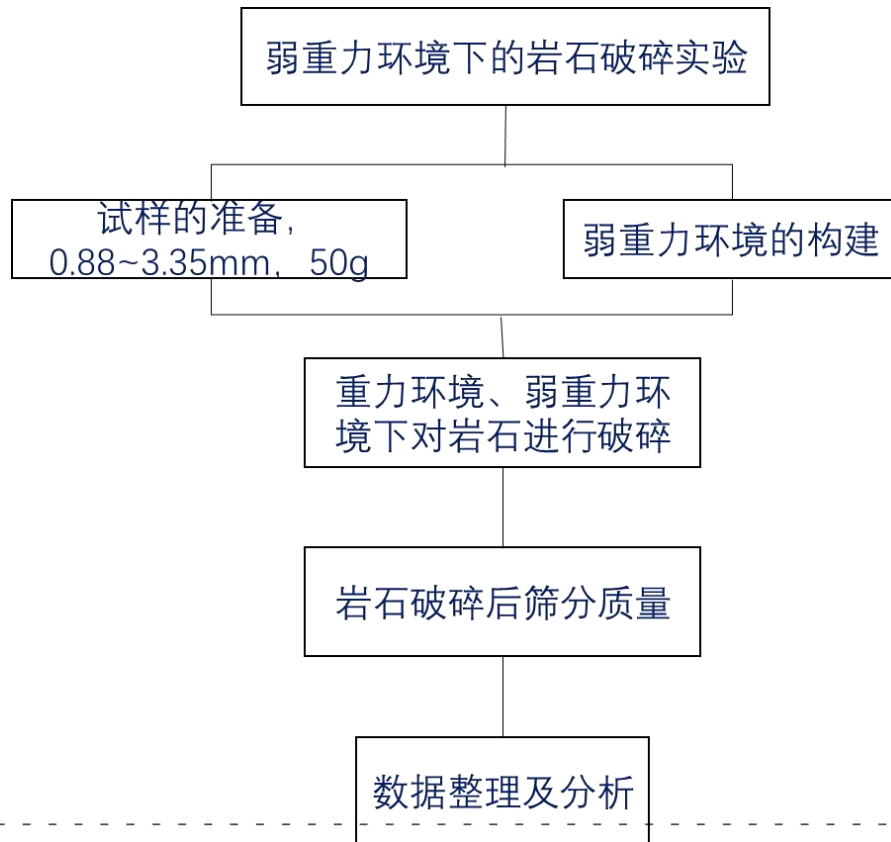 弱重力环境下的岩石破碎实验
试样的准备，
0.88~3.35mm，50g
弱重力环境的构建
重力环境、弱重力环
境下对岩石进行破碎
岩石破碎后筛分质量
数据整理及分析